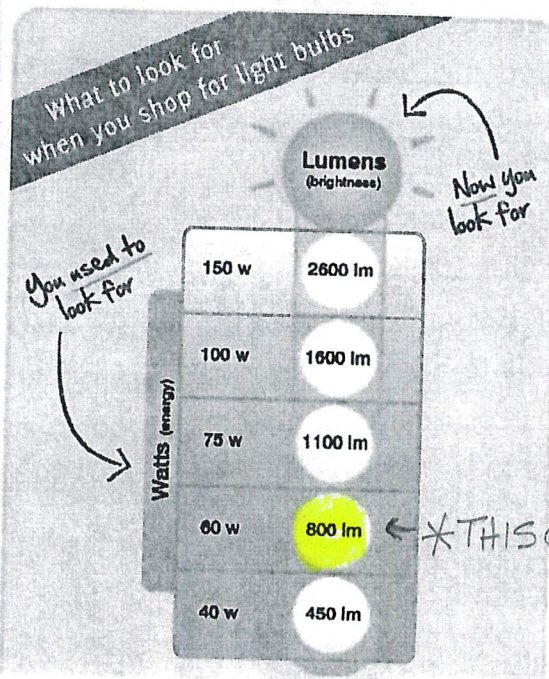 What to look for
when you shop for light bulbs
Lumens
(brightness)
Now you
look for
You used to
look for
Watts (energy)
150 w 2600 lm
100 w 1600 lm
75 w 1100 lm
60 w 800 lm ← * THIS
40 w 450 lm